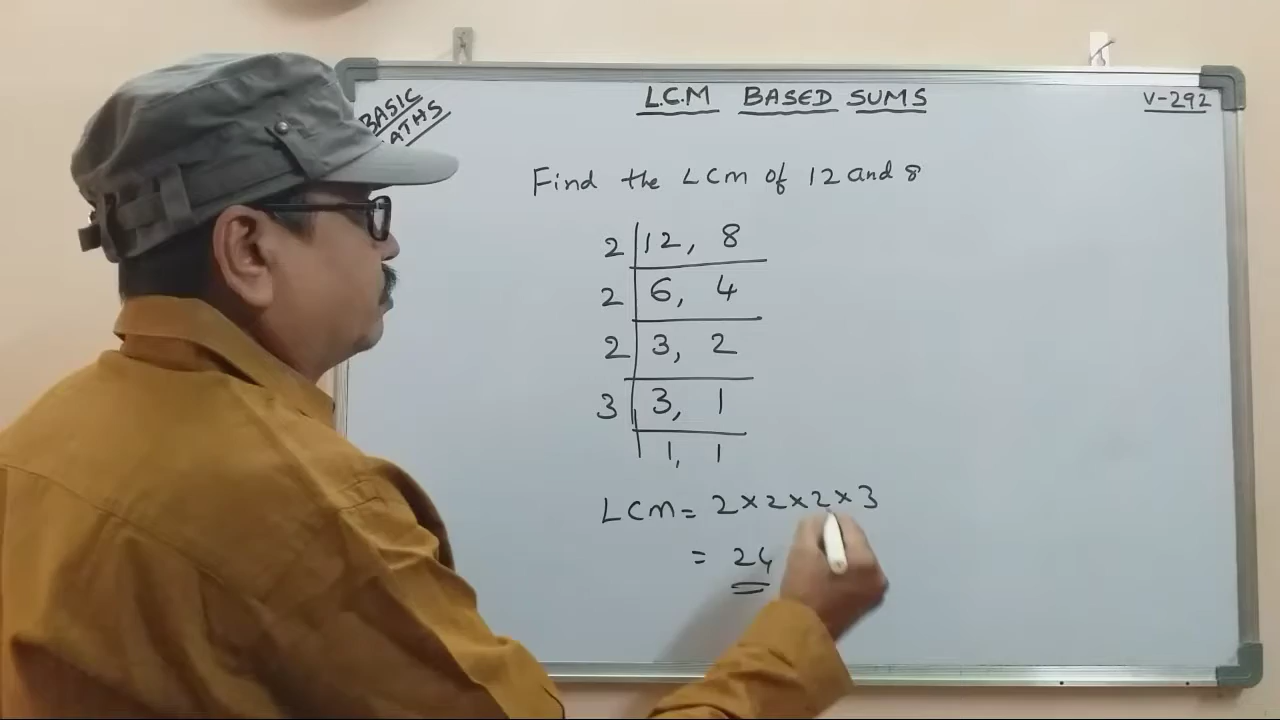 L.C.M BASED SUMS
V-292
BASIC
ATHS
Find the LCM of 12 and 8
2 | 12, 8
2 | 6, 4
2 | 3, 2
3 | 3, 1
1, 1
LCM = 2×2×2×3
= 24